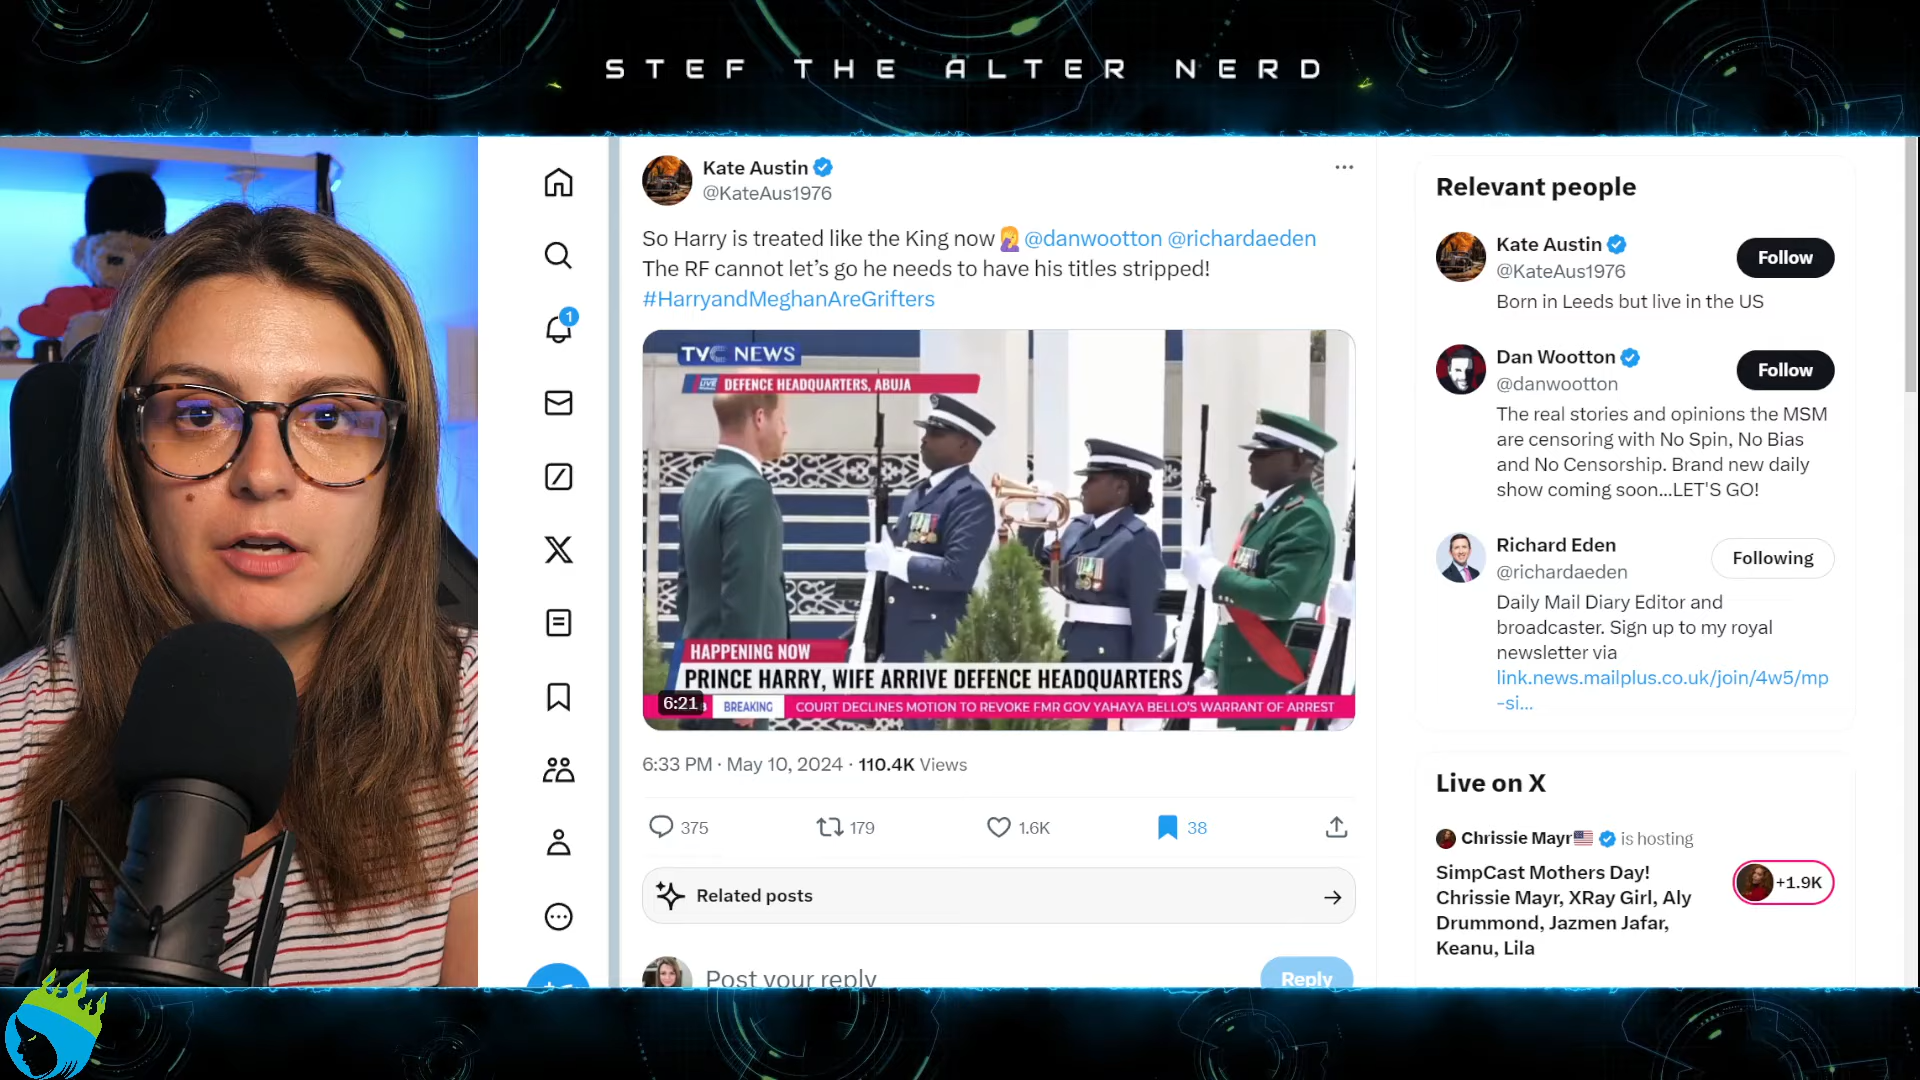 STEF THE ALTER NERD
Kate Austin
@KateAus1976
So Harry is treated like the King now @danwootton @richardaeden
The RF cannot let’s go he needs to have his titles stripped!
#HarryandMeghanAreGrifters
TVC NEWS
LIVE DEFENCE HEADQUARTERS, ABUJA
HAPPENING NOW
PRINCE HARRY, WIFE ARRIVE DEFENCE HEADQUARTERS
6:21
BREAKING COURT DECLINES MOTION TO REVOKE FMR GOV YAHAYA BELLO'S WARRANT OF ARREST
6:33 PM · May 10, 2024 · 110.4K Views
375 179 1.6K 38
Related posts
Post your reply
Reply
1
Relevant people
Kate Austin
@KateAus1976
Follow
Born in Leeds but live in the US
Dan Wootton
@danwootton
Follow
The real stories and opinions the MSM
are censoring with No Spin, No Bias
and No Censorship. Brand new daily
show coming soon...LET'S GO!
Richard Eden
@richardaeden
Following
Daily Mail Diary Editor and
broadcaster. Sign up to my royal
newsletter via
link.news.mailplus.co.uk/join/4w5/mp
-si...
Live on X
Chrissie Mayr is hosting
SimpCast Mothers Day!
Chrissie Mayr, XRay Girl, Aly
Drummond, Jazmen Jafar,
Keanu, Lila
+1.9K